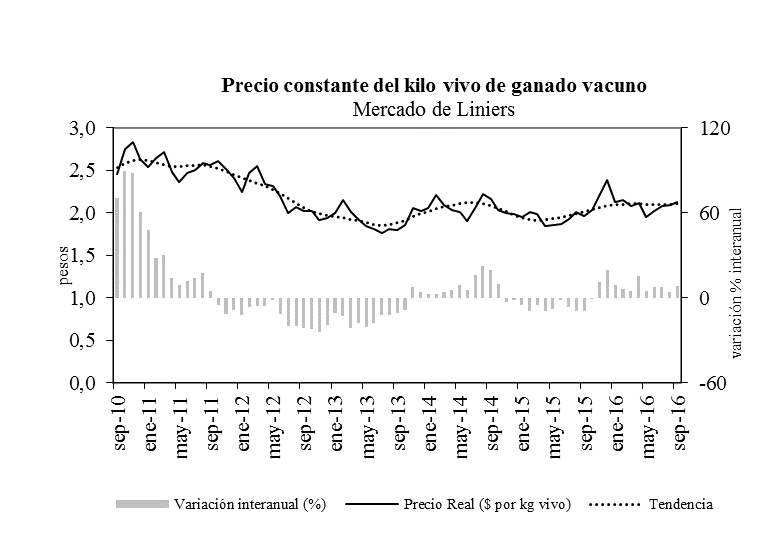 Precio constante del kilo vivo de ganado vacuno
Mercado de Liniers
3,0
2,5
2,0
1,5
1,0
0,5
0,0
pesos
120
60
0
-60
variación % interanual
sep-10
ene-11
may-11
sep-11
ene-12
may-12
sep-12
ene-13
may-13
sep-13
ene-14
may-14
sep-14
ene-15
may-15
sep-15
ene-16
may-16
sep-16
Variación interanual (%)
Precio Real ($ por kg vivo)
Tendencia